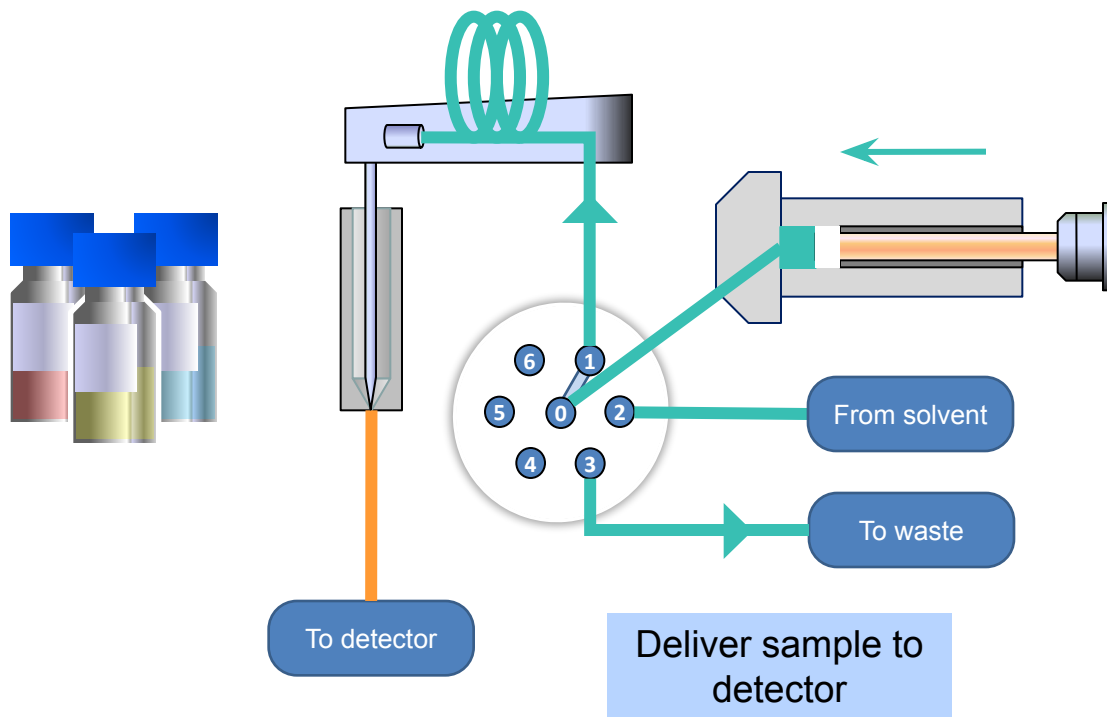 6
1
5
0
2
4
3
From solvent
To waste
To detector
Deliver sample to
detector